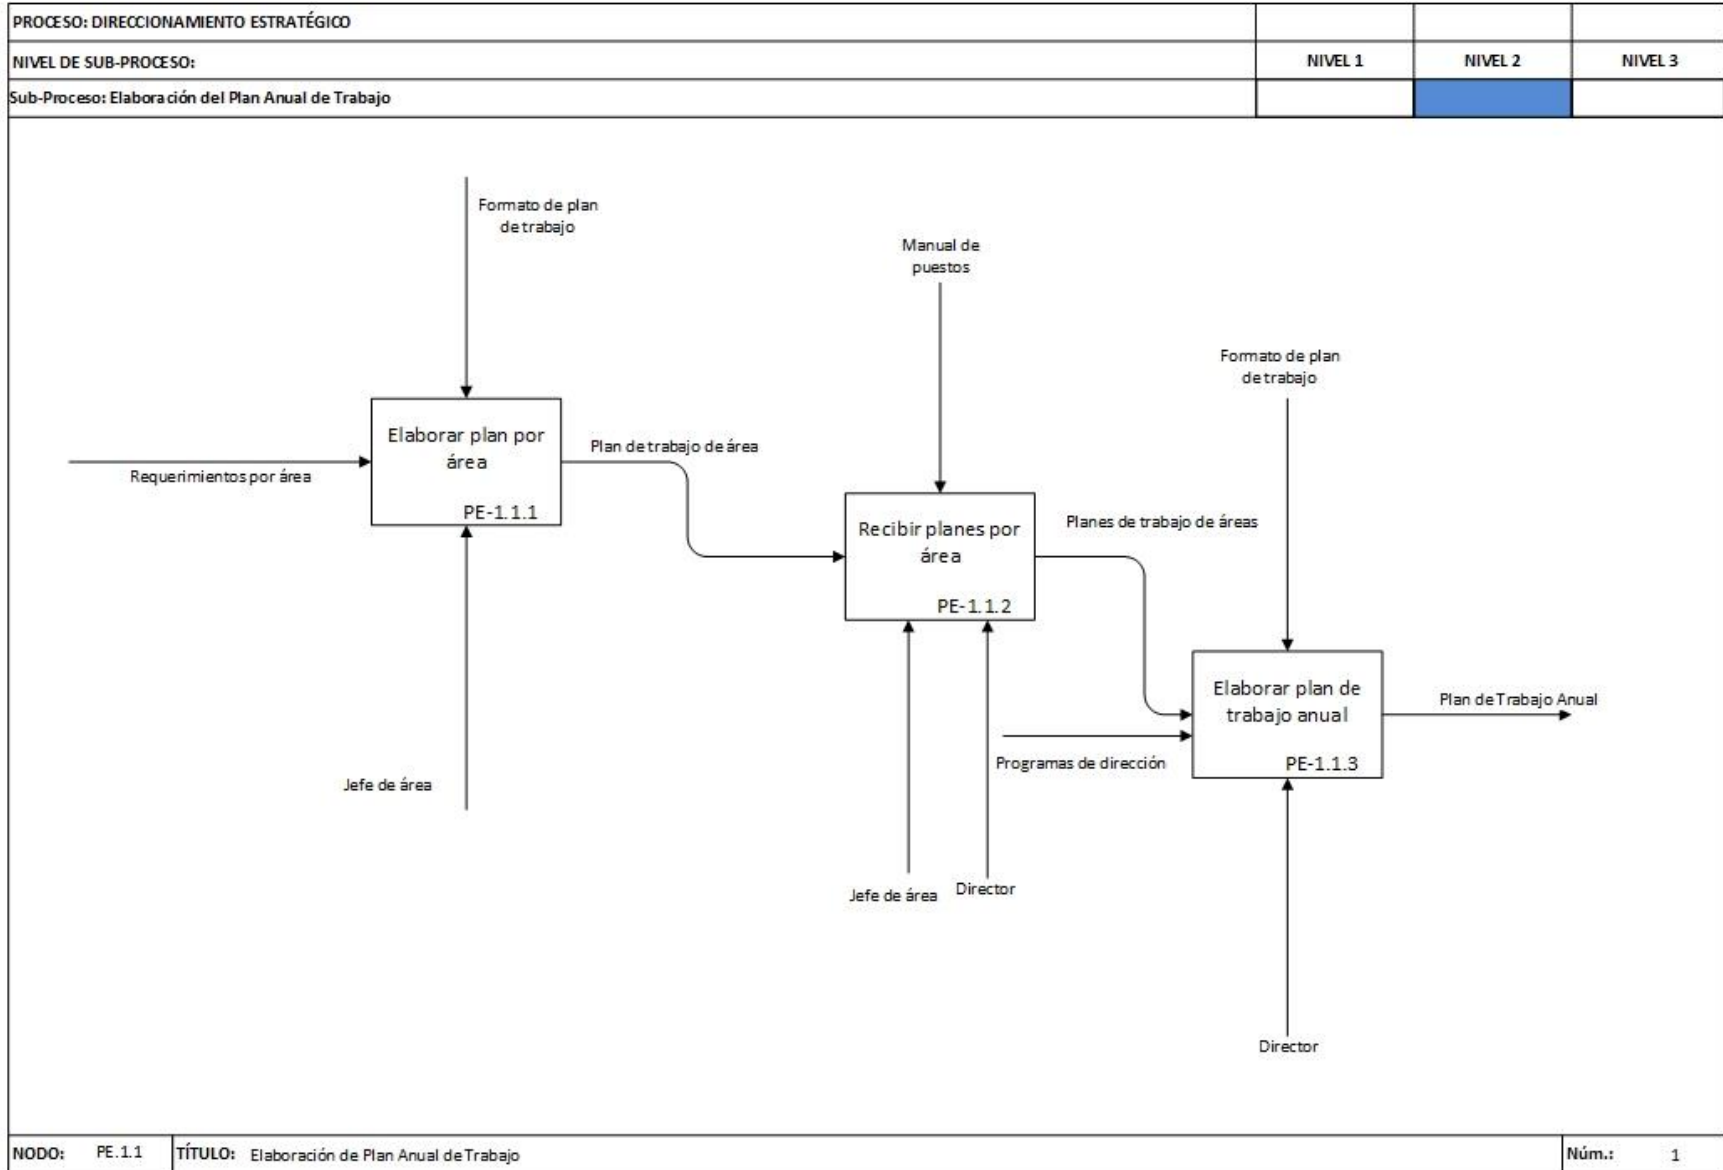 PROCESO: DIRECCIONAMIENTO ESTRATÉGICO
NIVEL DE SUB-PROCESO:
NIVEL 1
NIVEL 2
NIVEL 3
Sub-Proceso: Elaboración del Plan Anual de Trabajo
Formato de plan
de trabajo
Manual de
puestos
Formato de plan
de trabajo
Elaborar plan por
área
PE-1.1.1
Requerimientos por área
Plan de trabajo de área
Recibir planes por
área
PE-1.1.2
Planes de trabajo de áreas
Elaborar plan de
trabajo anual
PE-1.1.3
Plan de Trabajo Anual
Programas de dirección
Jefe de área
Jefe de área
Director
Director
NODO: PE.1.1
TÍTULO: Elaboración de Plan Anual de Trabajo
Núm.: 1